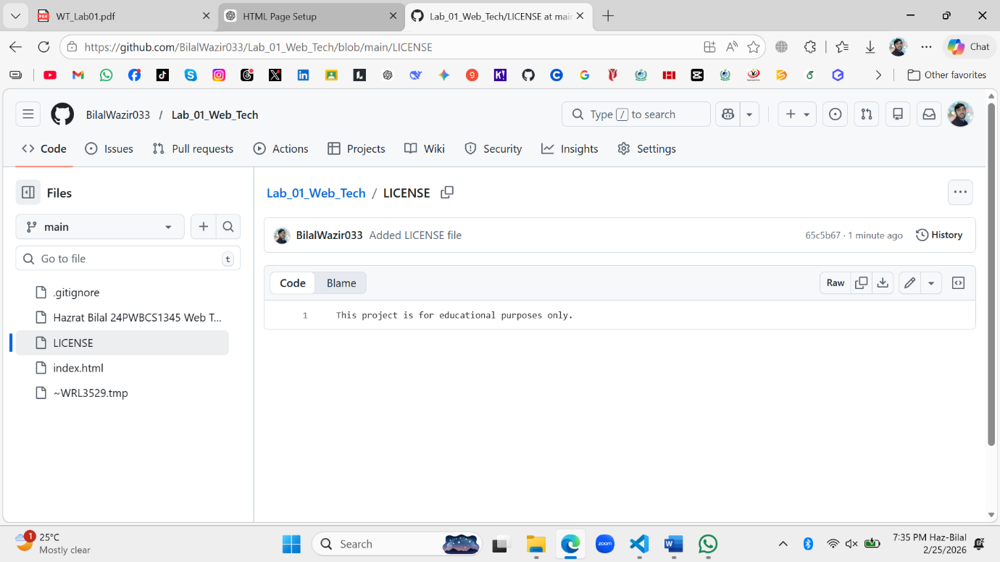 WT_Lab01.pdf
HTML Page Setup
Lab_01_Web_Tech/LICENSE at mai
https://github.com/BilalWazir033/Lab_01_Web_Tech/blob/main/LICENSE
Chat
Other favorites
BilalWazir033 / Lab_01_Web_Tech
Type / to search
Code
Issues
Pull requests
Actions
Projects
Wiki
Security
Insights
Settings
Files
main
Go to file
t
.gitignore
Hazrat Bilal 24PWBCS1345 Web T...
LICENSE
index.html
~WRL3529.tmp
Lab_01_Web_Tech / LICENSE
BilalWazir033 Added LICENSE file
65c5b67 · 1 minute ago
History
Code
Blame
Raw
1 This project is for educational purposes only.
1
25°C
Mostly clear
Search
zoom
7:35 PM Haz-Bilal
2/25/2026